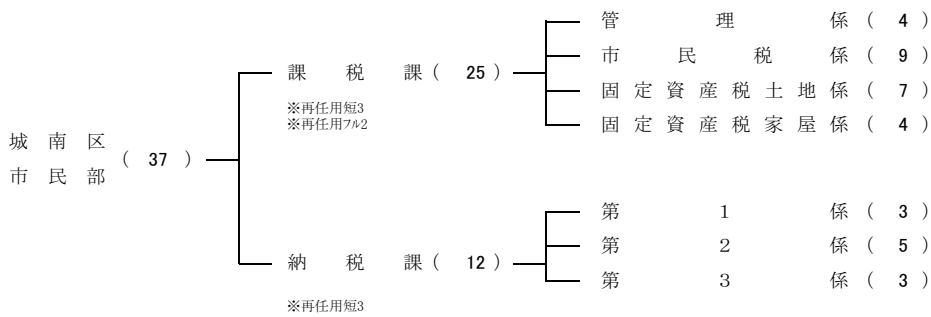 管理係(4)
市民税係(9)
課税課(25)
固定資産税土地係(7)
※再任用短3
※再任用フル2
固定資産税家屋係(4)
城南区
市民部
(37)
第1係(3)
第2係(5)
納税課(12)
第3係(3)
※再任用短3